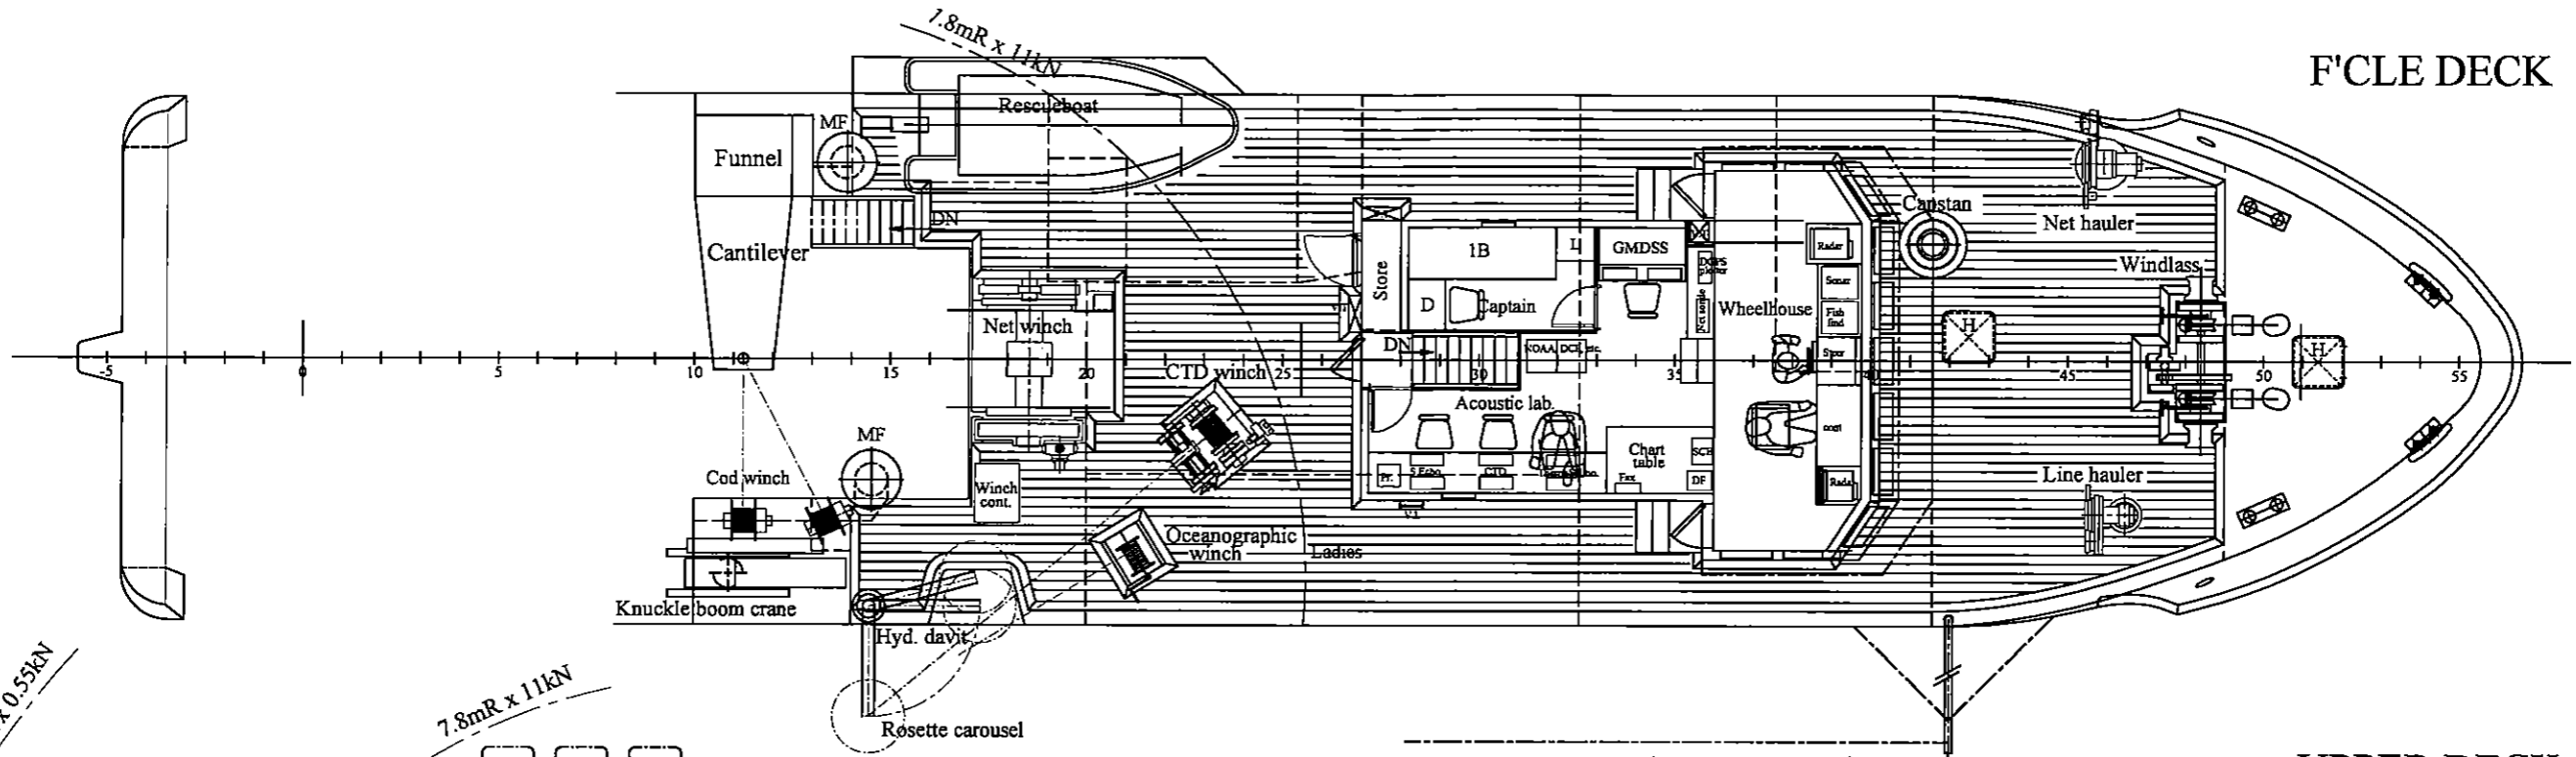 F'CLE DECK
1.8mR x 11kN
Rescueboat
MF
Funnel
DN
Cantilever
Capstan
Net hauler
Windlass
Store
1B
L
GMDSS
D
Captain
Radar
Sonar
Fish
find
Wheelhouse
Net winch
H
H
DN
NOAA
-5
0
5
10
15
20
25
30
35
40
45
50
55
CTD winch
Acoustic lab.
MF
Cod winch
Winch
cont.
Chart
table
Fax
DF
CTD
Line hauler
Oceanographic
winch
Ladies
Knuckle boom crane
Hyd. davit
Rosette carousel
x 0.55kN
7.8mR x 11kN
UPPER DECK